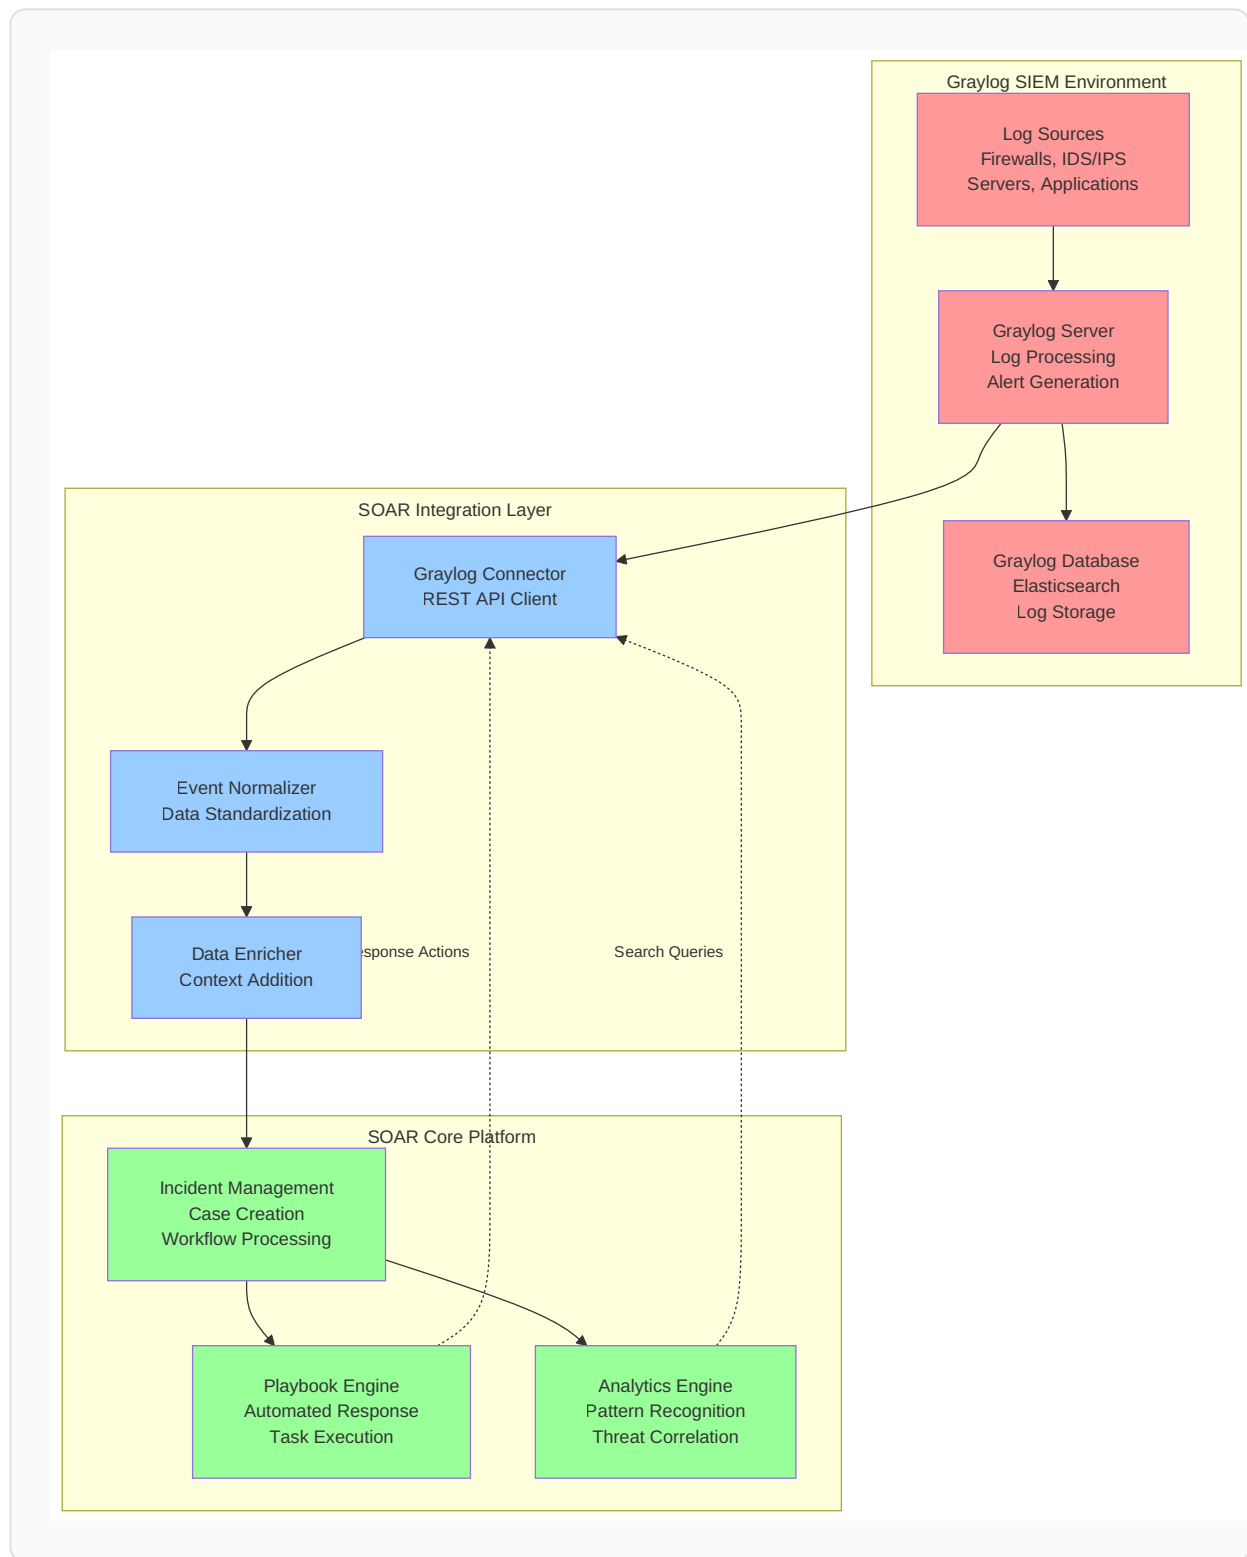 Graylog SIEM Environment
Log Sources
Firewalls, IDS/IPS
Servers, Applications
Graylog Server
Log Processing
Alert Generation
Graylog Database
Elasticsearch
Log Storage
SOAR Integration Layer
Graylog Connector
REST API Client
Event Normalizer
Data Standardization
Data Enricher
Context Addition
esponse Actions
Search Queries
SOAR Core Platform
Incident Management
Case Creation
Workflow Processing
Playbook Engine
Automated Response
Task Execution
Analytics Engine
Pattern Recognition
Threat Correlation